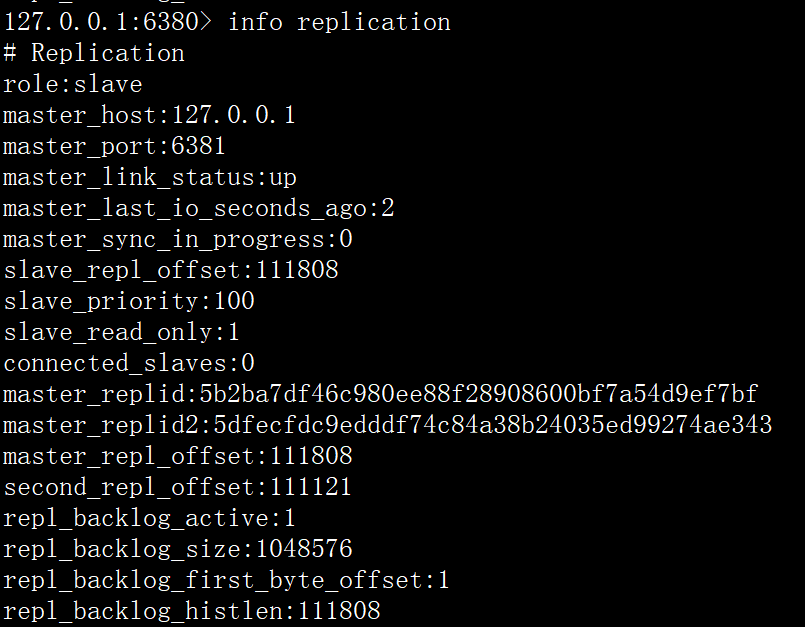 127.0.0.1:6380> info replication
# Replication
role:slave
master_host:127.0.0.1
master_port:6381
master_link_status:up
master_last_io_seconds_ago:2
master_sync_in_progress:0
slave_repl_offset:111808
slave_priority:100
slave_read_only:1
connected_slaves:0
master_replid:5b2ba7df46c980ee88f28908600bf7a54d9ef7bf
master_replid2:5dfecfdc9edddf74c84a38b24035ed99274ae343
master_repl_offset:111808
second_repl_offset:111121
repl_backlog_active:1
repl_backlog_size:1048576
repl_backlog_first_byte_offset:1
repl_backlog_histlen:111808